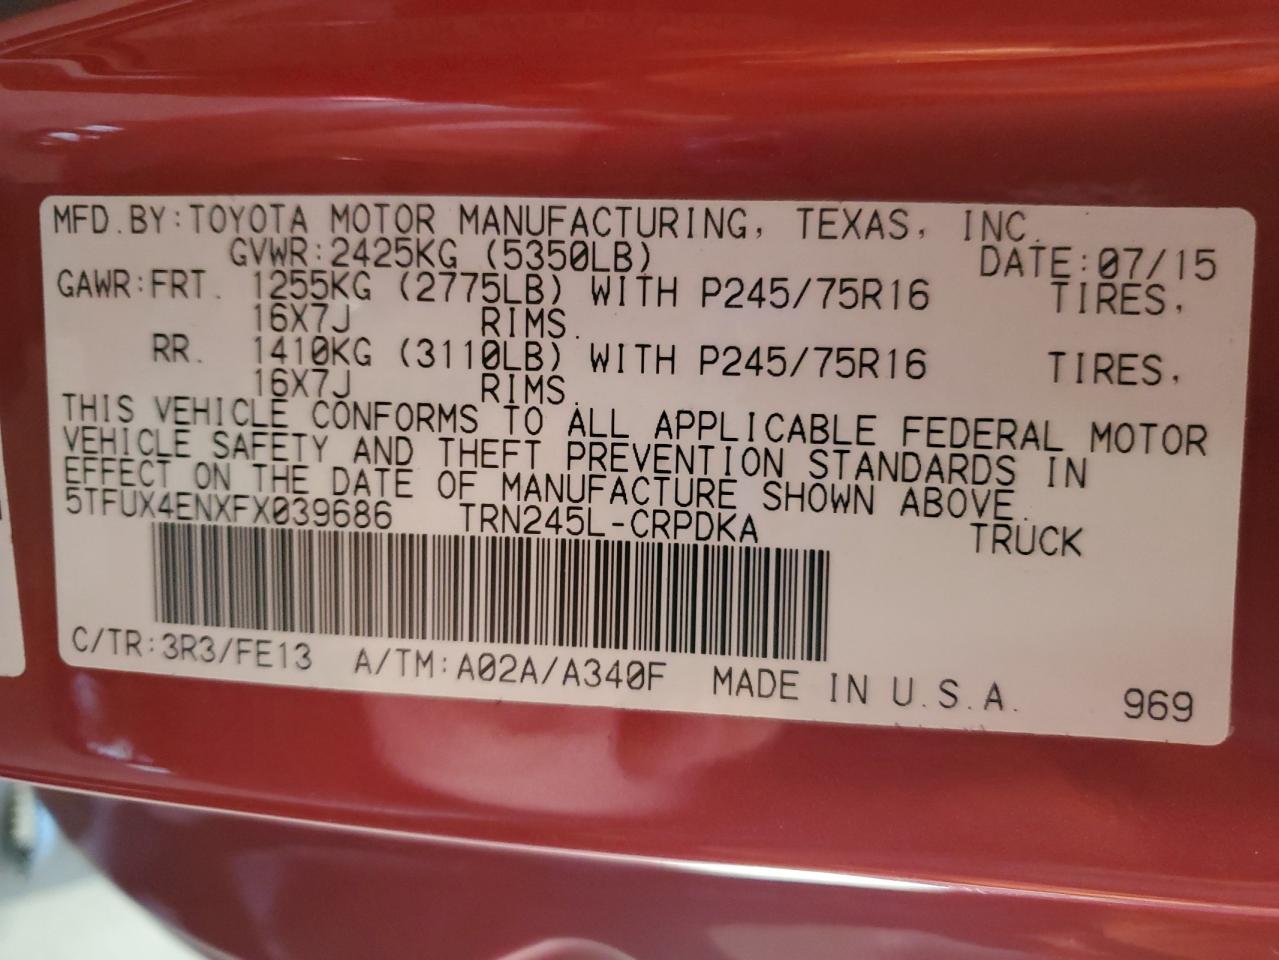 MFD.BY:TOYOTA MOTOR MANUFACTURING, TEXAS, INC.
GVWR:2425KG (5350LB) DATE:07/15
GAWR:FRT. 1255KG (2775LB) WITH P245/75R16 TIRES,
16X7J RIMS.
RR. 1410KG (3110LB) WITH P245/75R16 TIRES,
16X7J RIMS.
THIS VEHICLE CONFORMS TO ALL APPLICABLE FEDERAL MOTOR
VEHICLE SAFETY AND THEFT PREVENTION STANDARDS IN
EFFECT ON THE DATE OF MANUFACTURE SHOWN ABOVE.
5TFUX4ENXFX039686 TRN245L-CRPDKA TRUCK
C/TR:3R3/FE13 A/TM:A02A/A340F MADE IN U.S.A. 969